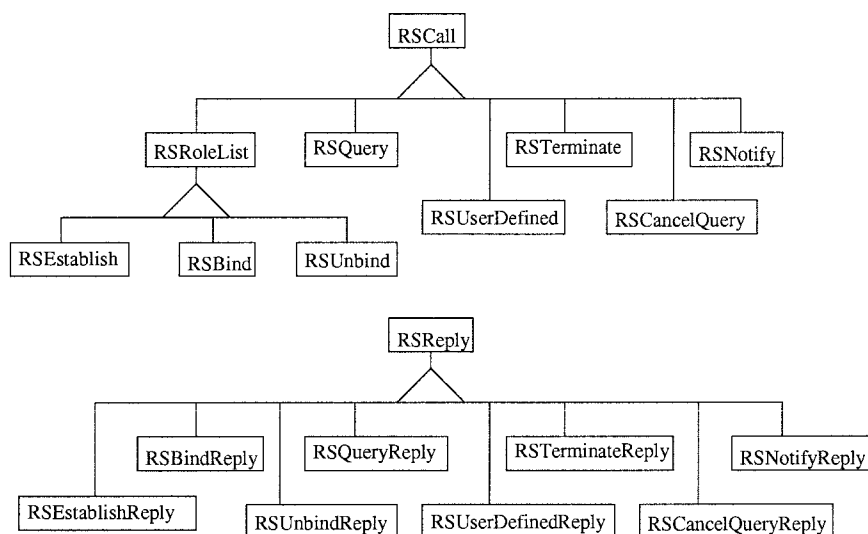 RSCall
RSRoleList
RSQuery
RSTerminate
RSNotify
RSUserDefined
RSCancelQuery
RSEstablish
RSBind
RSUnbind
RSReply
RSBindReply
RSQueryReply
RSTerminateReply
RSNotifyReply
RSEstablishReply
RSUnbindReply
RSUserDefinedReply
RSCancelQueryReply